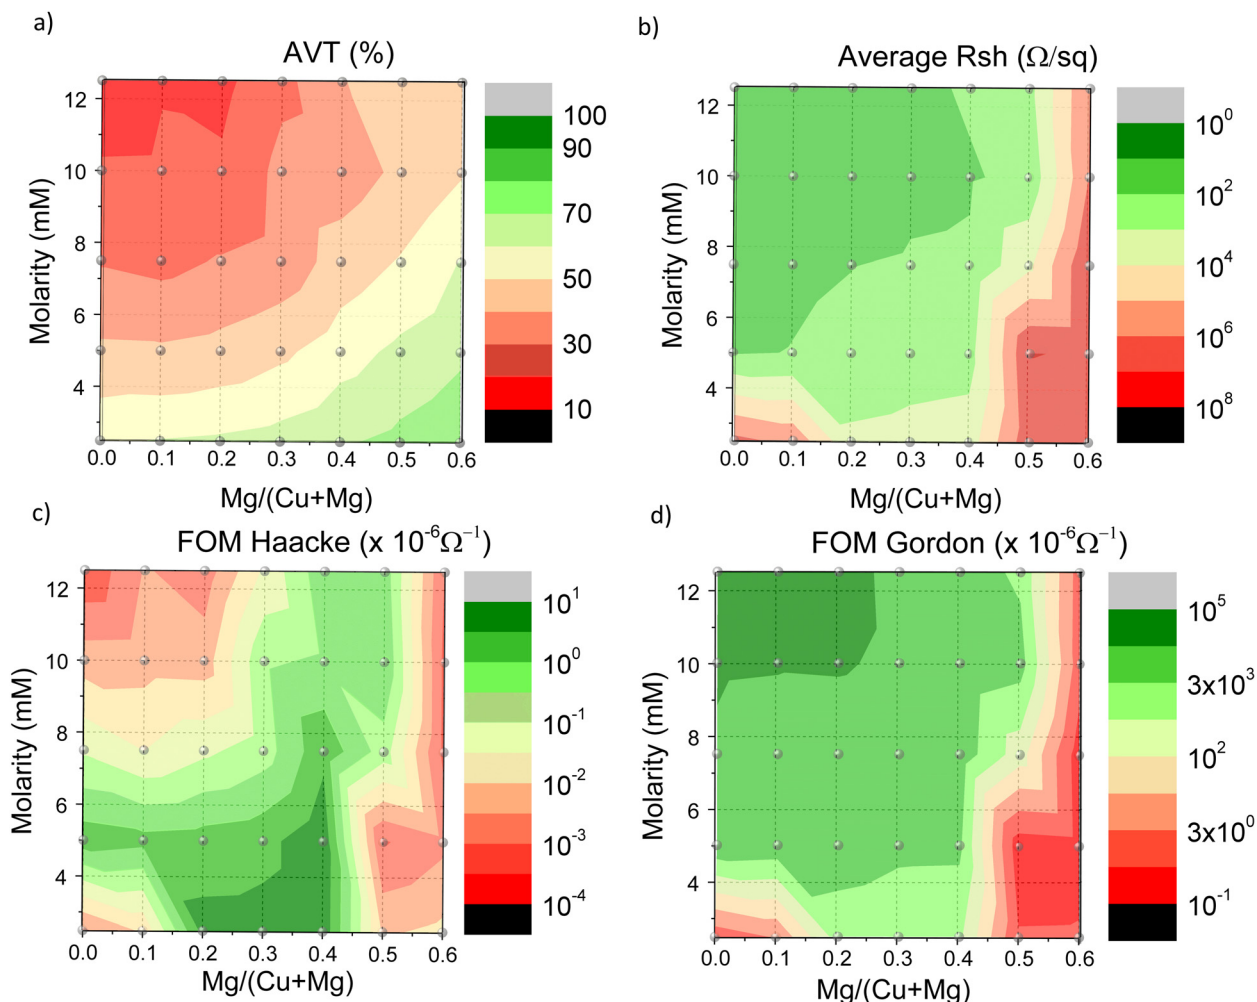 a)
AVT (%)
12
10
8
6
4
0.0 0.1 0.2 0.3 0.4 0.5 0.6
Molarity (mM)
Mg/(Cu+Mg)
100
90
70
50
30
10
b)
Average Rsh (Ω/sq)
12
10
8
6
4
0.0 0.1 0.2 0.3 0.4 0.5 0.6
Molarity (mM)
Mg/(Cu+Mg)
10⁰
10²
10⁴
10⁶
10⁸
c)
FOM Haacke (x 10⁻⁶Ω⁻¹)
12
10
8
6
4
0.0 0.1 0.2 0.3 0.4 0.5 0.6
Molarity (mM)
Mg/(Cu+Mg)
10¹
10⁰
10⁻¹
10⁻²
10⁻³
10⁻⁴
d)
FOM Gordon (x 10⁻⁶Ω⁻¹)
12
10
8
6
4
0.0 0.1 0.2 0.3 0.4 0.5 0.6
Molarity (mM)
Mg/(Cu+Mg)
10⁵
3x10³
10²
3x10⁰
10⁻¹